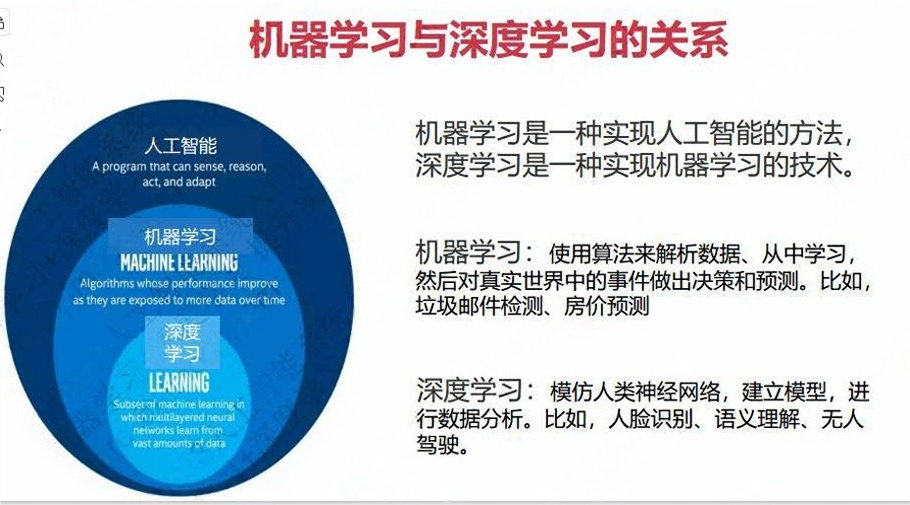 机器学习与深度学习的关系
人工智能
A program that can sense, reason,
act, and adapt
机器学习
MACHINE LEARNING
Algorithms whose performance improve
as they are exposed to more data over time
深度
学习
LEARNING
Subset of machine learning in
which multilayered neural
networks learn from
vast amounts of data
机器学习是一种实现人工智能的方法，
深度学习是一种实现机器学习的技术。
机器学习：使用算法来解析数据、从中学习，
然后对真实世界中的事件做出决策和预测。比如，
垃圾邮件检测、房价预测
深度学习：模仿人类神经网络，建立模型，进
行数据分析。比如，人脸识别、语义理解、无人
驾驶。